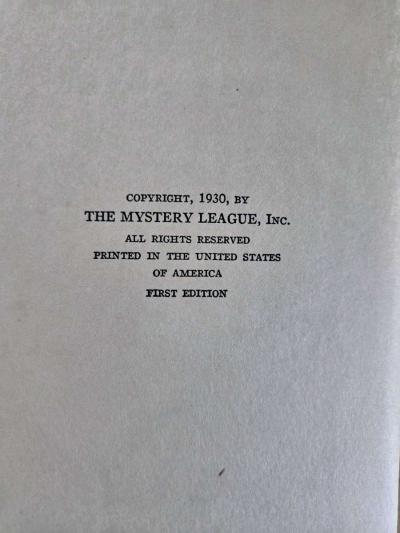 COPYRIGHT, 1930, BY
THE MYSTERY LEAGUE, INC.
ALL RIGHTS RESERVED
PRINTED IN THE UNITED STATES
OF AMERICA
FIRST EDITION